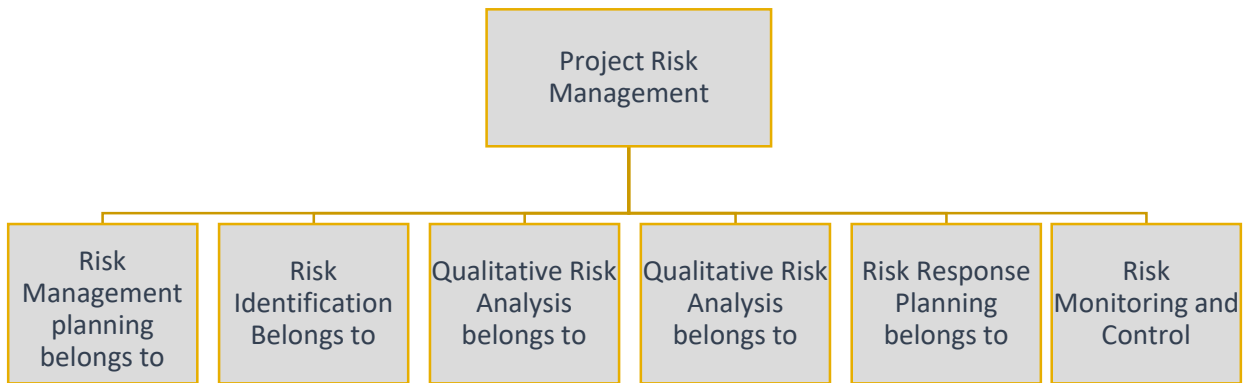 Project Risk
Management
Risk
Management
planning
belongs to
Risk
Identification
Belongs to
Qualitative Risk
Analysis
belongs to
Qualitative Risk
Analysis
belongs to
Risk Response
Planning
belongs to
Risk
Monitoring and
Control